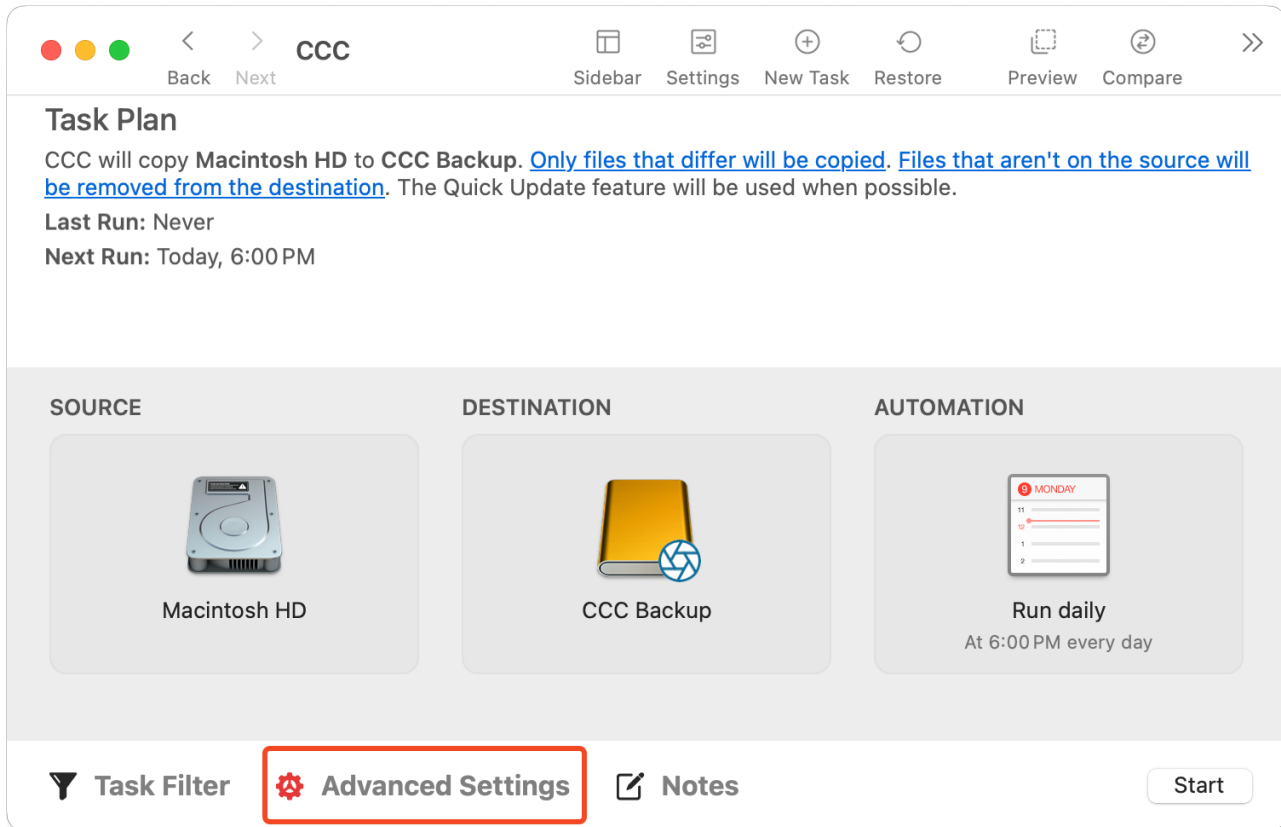 CCC
Back
Next
Sidebar
Settings
New Task
Restore
Preview
Compare
Task Plan
CCC will copy Macintosh HD to CCC Backup. Only files that differ will be copied. Files that aren't on the source will
be removed from the destination. The Quick Update feature will be used when possible.
Last Run: Never
Next Run: Today, 6:00 PM
SOURCE
DESTINATION
AUTOMATION
Macintosh HD
CCC Backup
9 MONDAY
11
12
1
2
Run daily
At 6:00 PM every day
Task Filter
Advanced Settings
Notes
Start